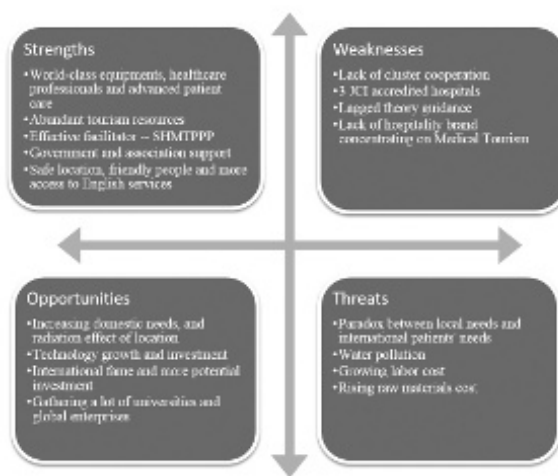 Strengths
•World-class equipments, healthcare
professionals and advanced patient
care
•Abundant tourism resources
•Effective facilitator – SHMTPPP
•Government and association support
•Safe location, friendly people and more
access to English services
Weaknesses
•Lack of cluster cooperation
•3 JCI accredited hospitals
•Lagged theory guidance
•Lack of hospitality brand
concentrating on Medical Tourism
Opportunities
•Increasing domestic needs, and
radiation effect of location
•Technology growth and investment
•International fame and more potential
investment
•Gathering a lot of universities and
global enterprises
Threats
•Paradox between local needs and
international patients' needs
•Water pollution
•Growing labor cost
•Rising raw materials cost